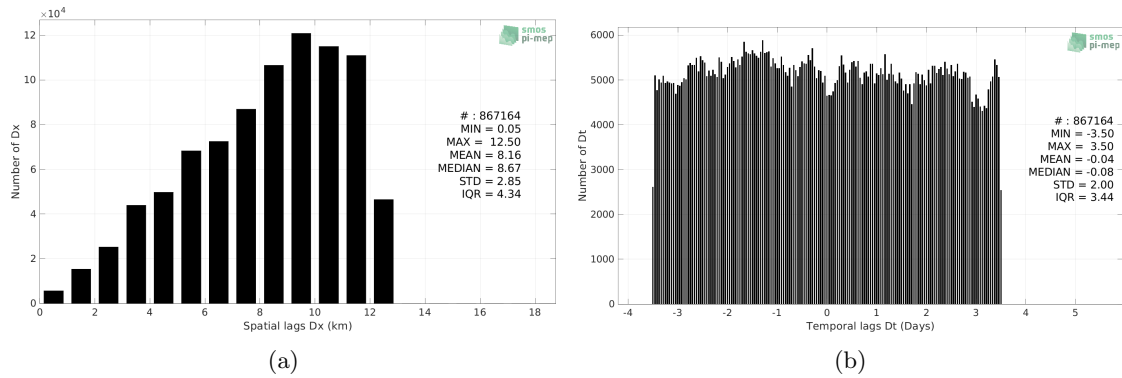 ×10⁴
12
10
8
6
4
2
0
Number of Dx
smos
pi-mep
# : 867164
MIN = 0.05
MAX = 12.50
MEAN = 8.16
MEDIAN = 8.67
STD = 2.85
IQR = 4.34
0 2 4 6 8 10 12 14 16 18
Spatial lags Dx (km)
(a)
6000
5000
4000
3000
2000
1000
0
Number of Dt
smos
pi-mep
# : 867164
MIN = -3.50
MAX = 3.50
MEAN = -0.04
MEDIAN = -0.08
STD = 2.00
IQR = 3.44
-4 -3 -2 -1 0 1 2 3 4 5
Temporal lags Dt (Days)
(b)